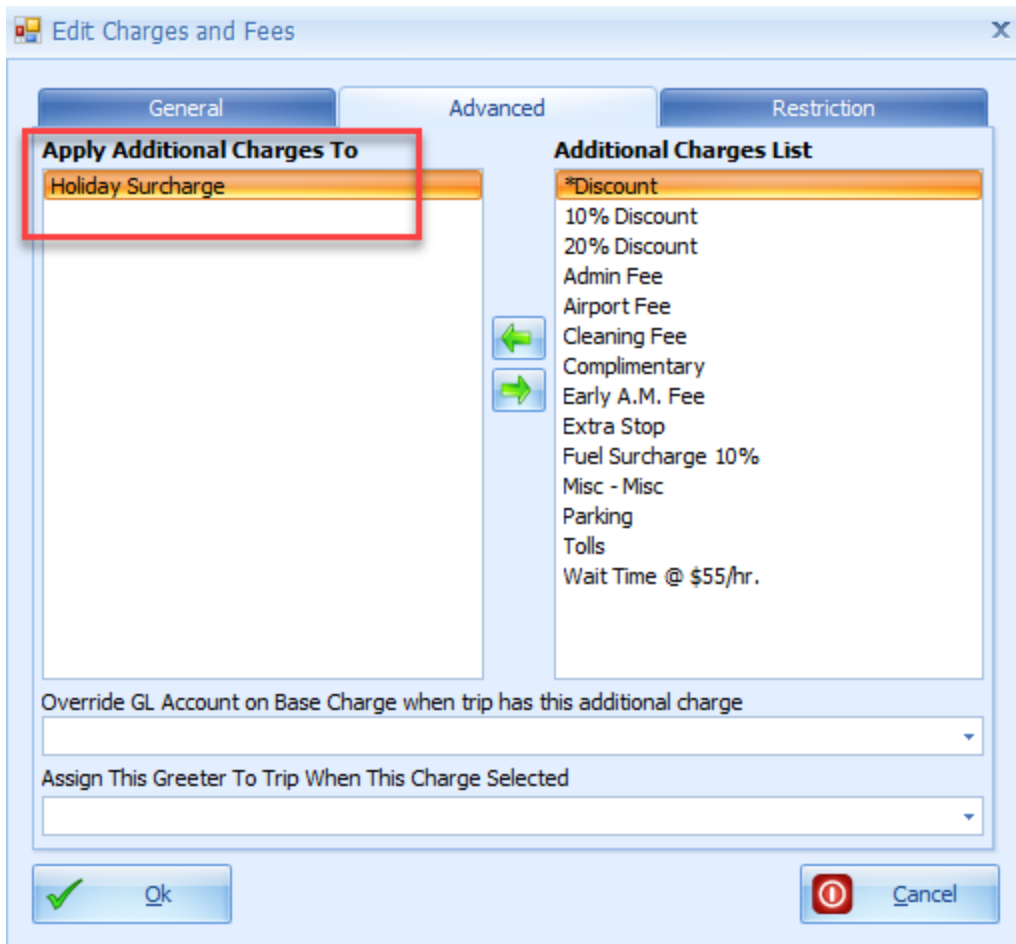 Edit Charges and Fees
General
Advanced
Restriction
Apply Additional Charges To
Holiday Surcharge
Additional Charges List
*Discount
10% Discount
20% Discount
Admin Fee
Airport Fee
Cleaning Fee
Complimentary
Early A.M. Fee
Extra Stop
Fuel Surcharge 10%
Misc - Misc
Parking
Tolls
Wait Time @ $55/hr.
Override GL Account on Base Charge when trip has this additional charge
Assign This Greeter To Trip When This Charge Selected
Ok
Cancel